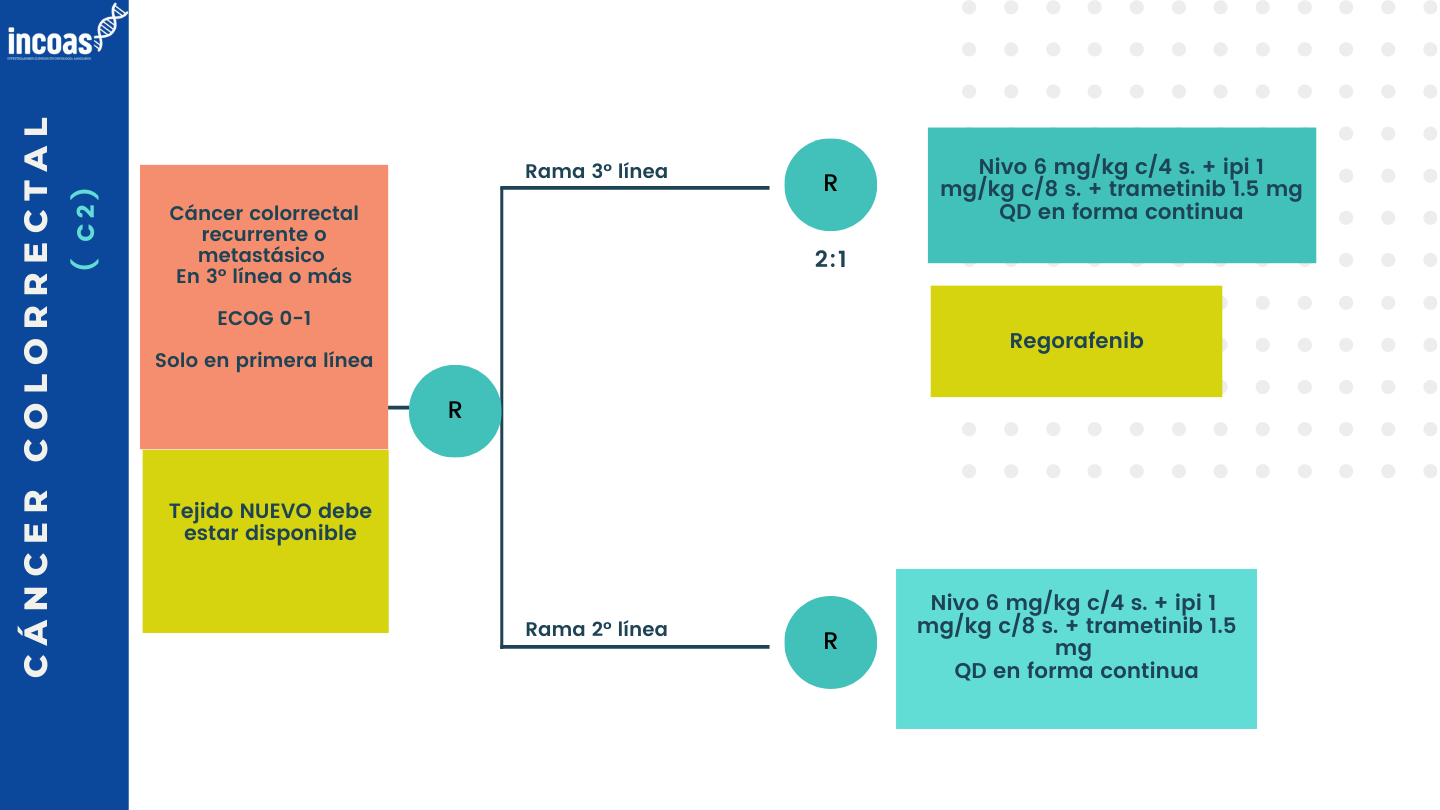 incoas
CÁNCER COLORRECTAL
( C2)
Cáncer colorrectal
recurrente o
metastásico
En 3º línea o más
ECOG 0-1
Solo en primera línea
Tejido NUEVO debe
estar disponible
R
Rama 3º línea
R
2:1
Nivo 6 mg/kg c/4 s. + ipi 1
mg/kg c/8 s. + trametinib 1.5 mg
QD en forma continua
Regorafenib
Rama 2º línea
R
Nivo 6 mg/kg c/4 s. + ipi 1
mg/kg c/8 s. + trametinib 1.5
mg
QD en forma continua